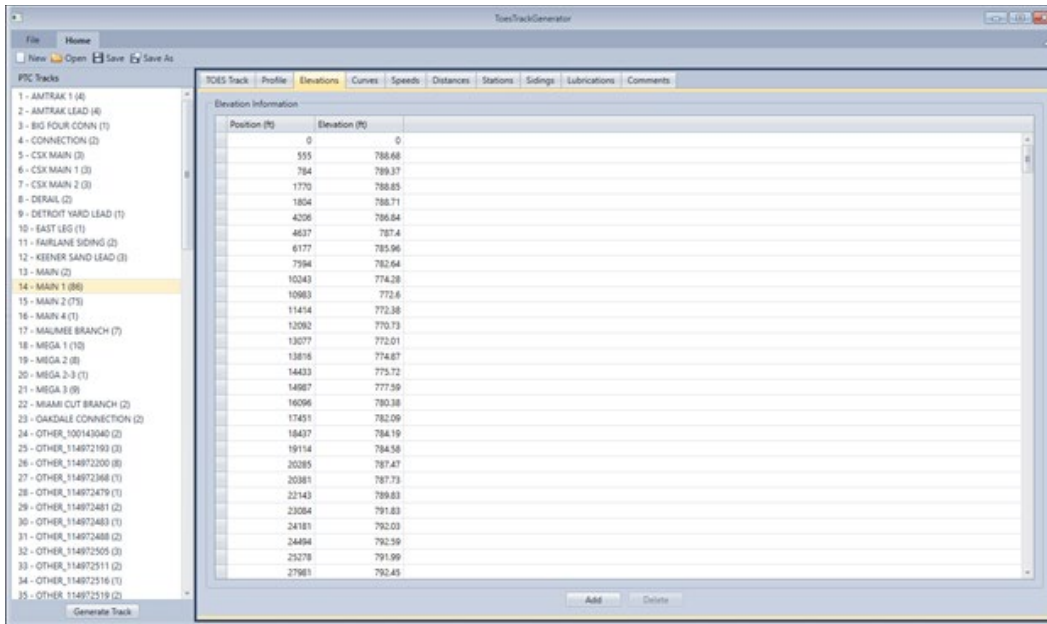 ToesTrackGenerator
File Home
New Open Save Save As
PTC Tracks
1 - AMTRAK 1 (4)
2 - AMTRAK LEAD (4)
3 - BIG FOUR CONN (1)
4 - CONNECTION (2)
5 - CSX MAIN (3)
6 - CSX MAIN 1 (3)
7 - CSX MAIN 2 (3)
8 - DERAIL (2)
9 - DETROIT YARD LEAD (1)
10 - EAST LEG (1)
11 - FAIRLANE SIDING (2)
12 - KEENER SAND LEAD (3)
13 - MAIN (2)
14 - MAIN 1 (86)
15 - MAIN 2 (75)
16 - MAIN 4 (1)
17 - MAUMEE BRANCH (7)
18 - MEGA 1 (10)
19 - MEGA 2 (8)
20 - MEGA 2-3 (1)
21 - MEGA 3 (9)
22 - MIAMI CUT BRANCH (2)
23 - OAKDALE CONNECTION (2)
24 - OTHER_100143040 (2)
25 - OTHER_114972193 (3)
26 - OTHER_114972200 (8)
27 - OTHER_114972368 (1)
28 - OTHER_114972479 (1)
29 - OTHER_114972481 (2)
30 - OTHER_114972483 (1)
31 - OTHER_114972488 (2)
32 - OTHER_114972505 (3)
33 - OTHER_114972511 (2)
34 - OTHER_114972516 (1)
35 - OTHER_114972519 (2)
Generate Track
TOES Track Profile Elevations Curves Speeds Distances Stations Sidings Lubrications Comments
Elevation Information
Position (ft) Elevation (ft)
0 0
555 788.68
784 789.37
1770 788.85
1804 788.71
4206 786.84
4637 787.4
6177 785.96
7594 782.64
10243 774.28
10983 772.6
11414 772.38
12092 770.73
13077 772.01
13816 774.87
14433 775.72
14987 777.59
16096 780.38
17451 782.09
18437 784.19
19114 784.58
20285 787.47
20381 787.73
22143 789.83
23084 791.83
24181 792.03
24494 792.59
25278 791.99
27981 792.45
Add Delete